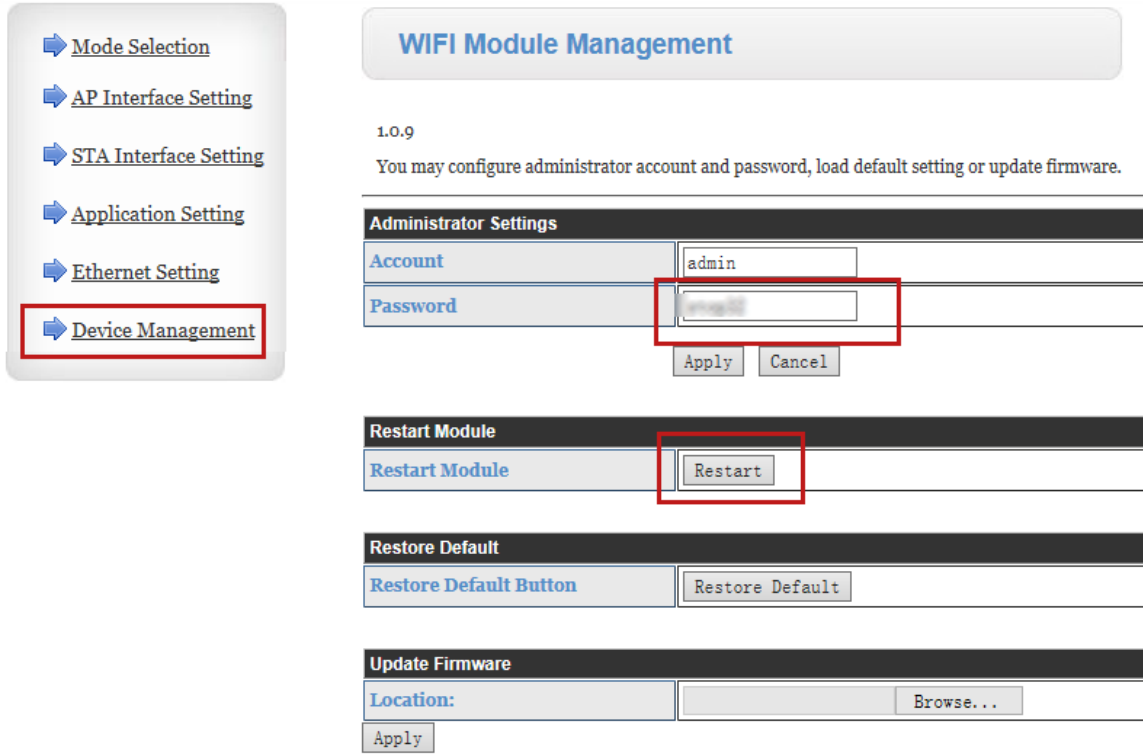 Mode Selection
AP Interface Setting
STA Interface Setting
Application Setting
Ethernet Setting
Device Management
WIFI Module Management
1.0.9
You may configure administrator account and password, load default setting or update firmware.
Administrator Settings
Account admin
Password
Apply Cancel
Restart Module
Restart Module Restart
Restore Default
Restore Default Button Restore Default
Update Firmware
Location: Browse...
Apply